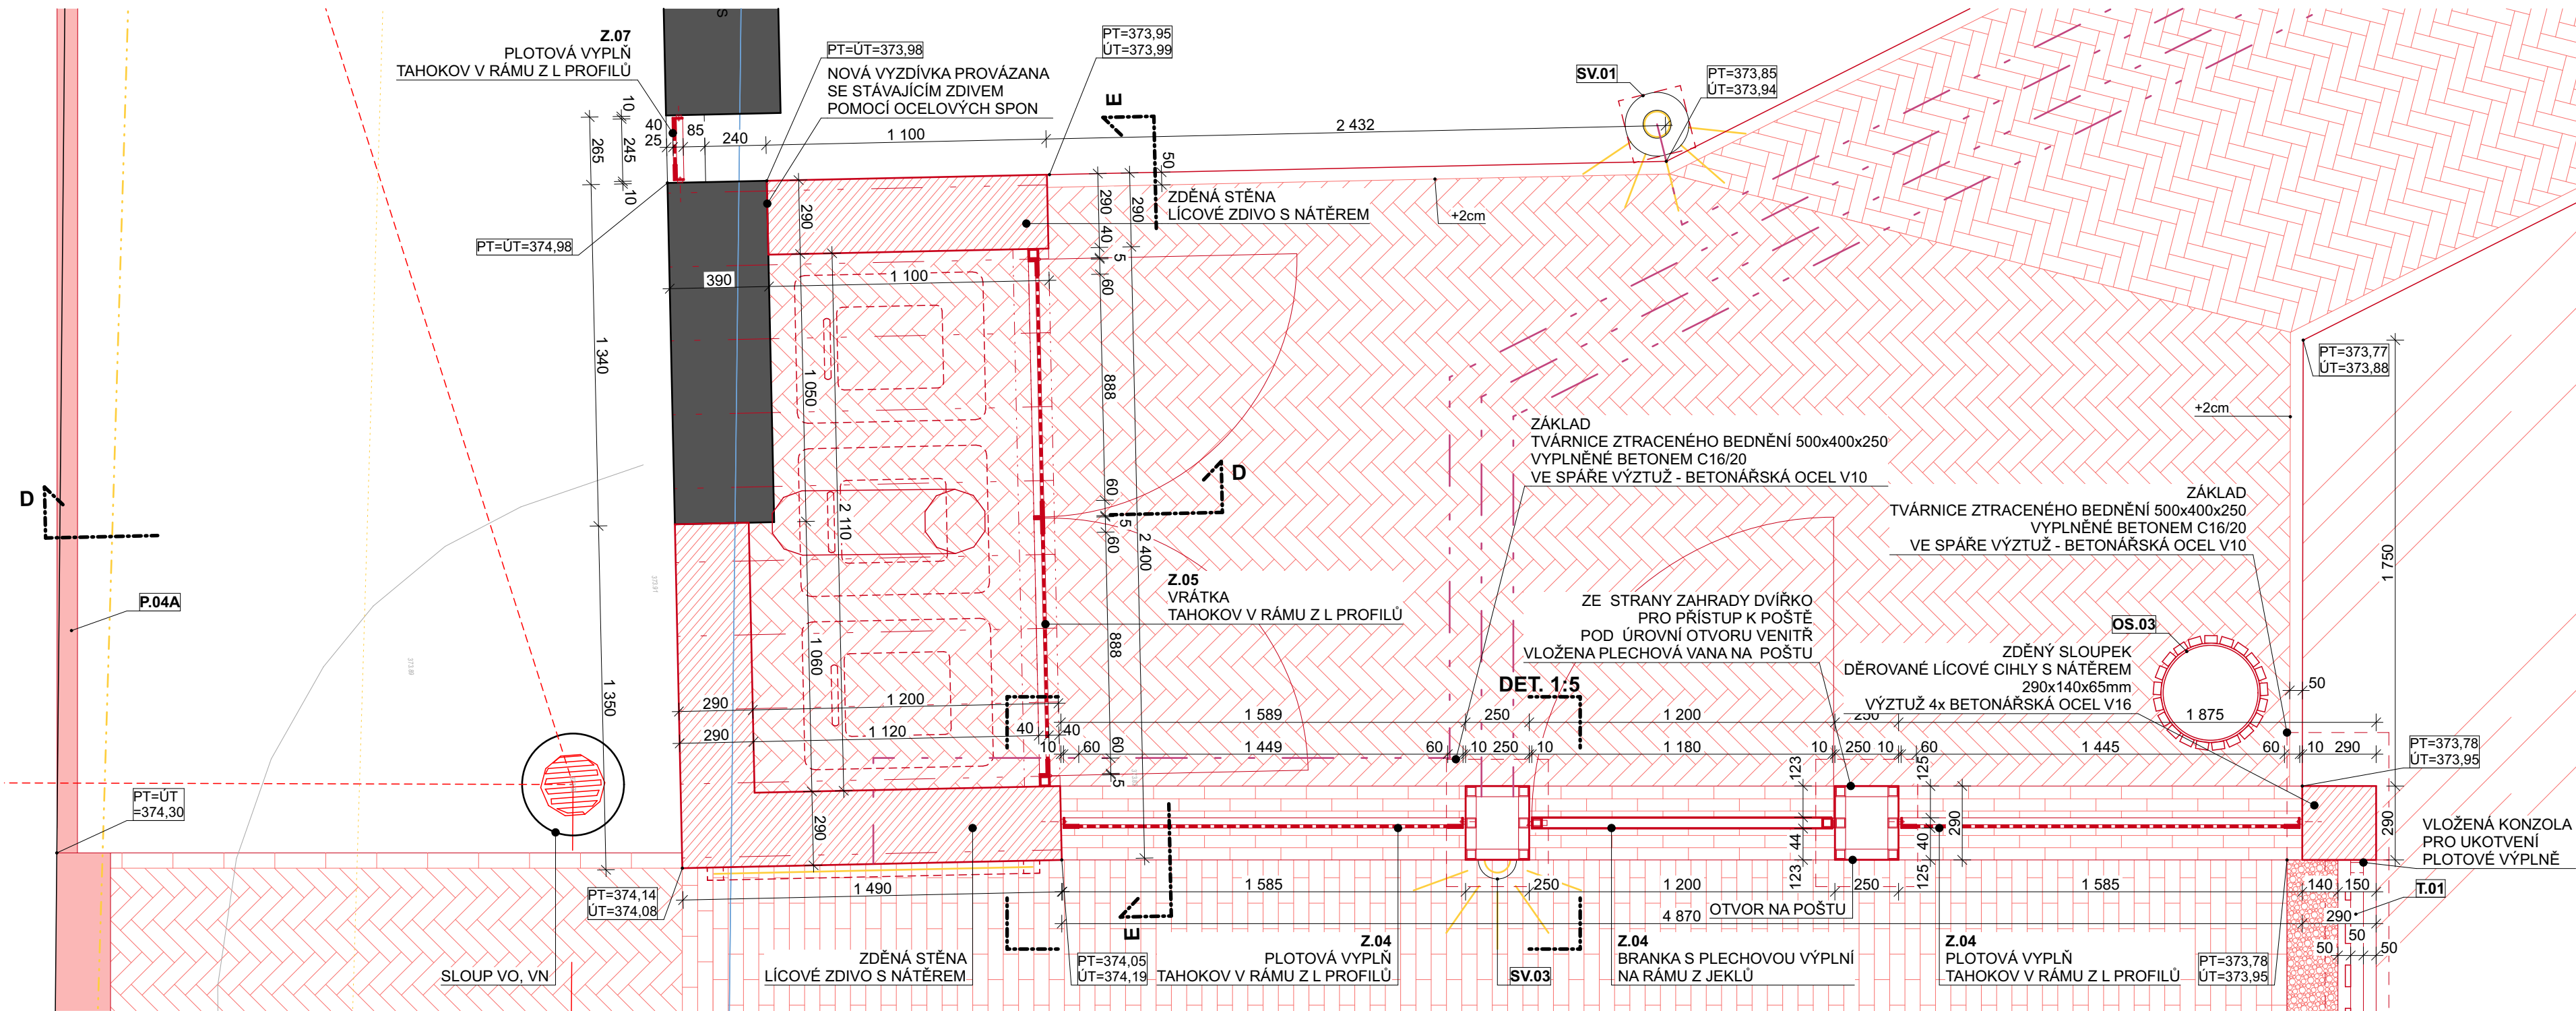 S
Z.07
PLOTOVÁ VYPLŇ
TAHOKOV V RÁMU Z L PROFILŮ
PT=ÚT=373,98
NOVÁ VYZDÍVKA PROVÁZANA
SE STÁVAJÍCÍM ZDIVEM
POMOCÍ OCELOVÝCH SPON
PT=373,95
ÚT=373,99
E
SV.01
PT=373,85
ÚT=373,94
10
265
245
10
40
25
85
240
1 100
2 432
50
PT=ÚT=374,98
290
290
40
290
5
60
ZDĚNÁ STĚNA
LÍCOVÉ ZDIVO S NÁTĚREM
+2cm
390
1 100
1 340
1 050
888
2 110
60
5
60
2 400
D
D
PT=373,77
ÚT=373,88
+2cm
1 750
ZÁKLAD
TVÁRNICE ZTRACENÉHO BEDNĚNÍ 500x400x250
VYPLNĚNÉ BETONEM C16/20
VE SPÁŘE VÝZTUŽ - BETONÁŘSKÁ OCEL V10
ZÁKLAD
TVÁRNICE ZTRACENÉHO BEDNĚNÍ 500x400x250
VYPLNĚNÉ BETONEM C16/20
VE SPÁŘE VÝZTUŽ - BETONÁŘSKÁ OCEL V10
P.04A
373.91
373.89
Z.05
VRÁTKA
TAHOKOV V RÁMU Z L PROFILŮ
ZE STRANY ZAHRADY DVÍŘKO
PRO PŘÍSTUP K POŠTĚ
POD ÚROVNÍ OTVORU VENITŘ
VLOŽENA PLECHOVÁ VANA NA POŠTU
OS.03
ZDĚNÝ SLOUPEK
DĚROVANÉ LÍCOVÉ CIHLY S NÁTĚREM
290x140x65mm
VÝZTUŽ 4x BETONÁŘSKÁ OCEL V16
DET. 1:5
1 350
1 060
888
60
5
290
1 200
290
1 120
40
40
1 589
250
1 200
250
1 875
50
10
60
1 449
60
10
250
10
1 180
10
250
10
60
1 445
60
10
290
PT=373,78
ÚT=373,95
PT=ÚT
=374,30
290
123
44
123
125
40
125
290
290
VLOŽENÁ KONZOLA
PRO UKOTVENÍ
PLOTOVÉ VÝPLNĚ
PT=374,14
ÚT=374,08
1 490
1 585
250
1 200
250
1 585
140
150
T.01
4 870
OTVOR NA POŠTU
290
50
50
50
E
SLOUP VO, VN
ZDĚNÁ STĚNA
LÍCOVÉ ZDIVO S NÁTĚREM
PT=374,05
ÚT=374,19
Z.04
PLOTOVÁ VYPLŇ
TAHOKOV V RÁMU Z L PROFILŮ
SV.03
Z.04
BRANKA S PLECHOVOU VÝPLNÍ
NA RÁMU Z JEKLŮ
Z.04
PLOTOVÁ VYPLŇ
TAHOKOV V RÁMU Z L PROFILŮ
PT=373,78
ÚT=373,95